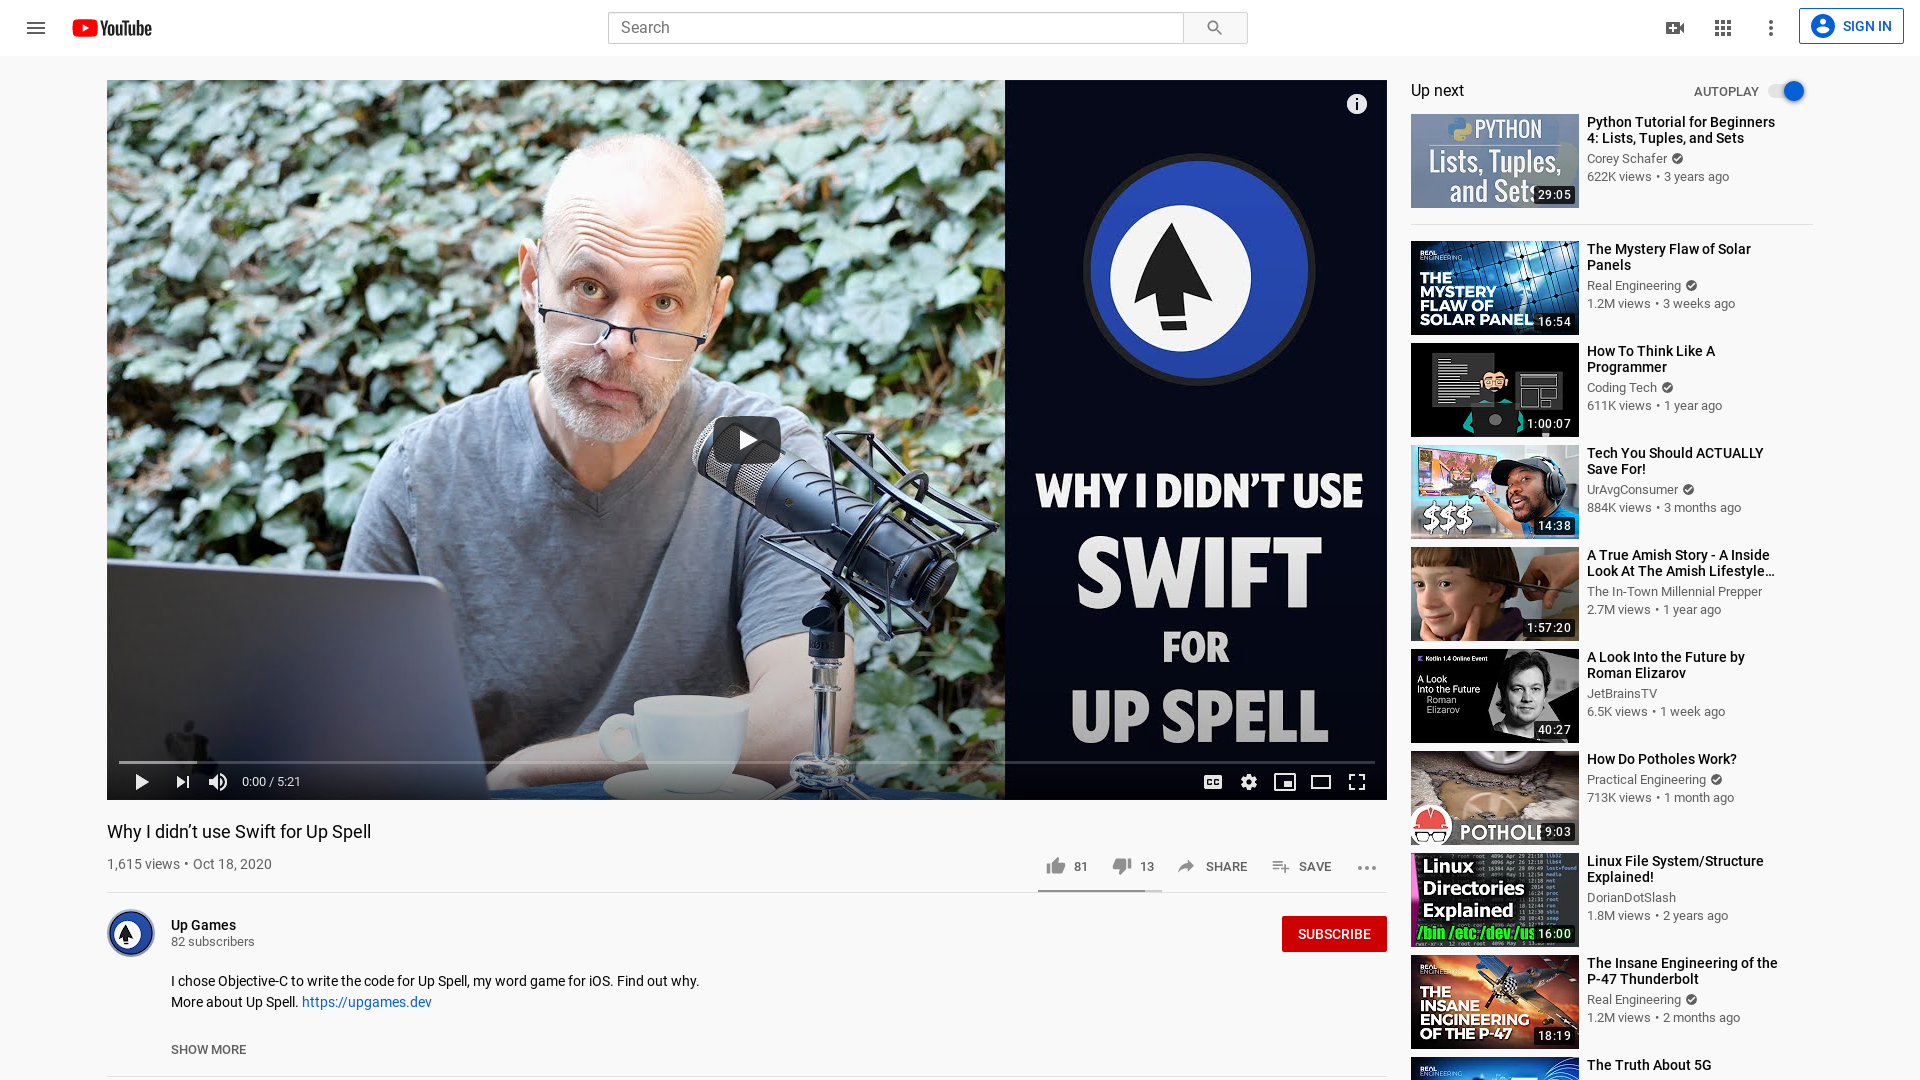 YouTube
Search
SIGN IN
WHY I DIDN'T USE
SWIFT
FOR
UP SPELL
0:00 / 5:21
CC
Why I didn’t use Swift for Up Spell
1,615 views • Oct 18, 2020
81
13
SHARE
SAVE
Up Games
82 subscribers
SUBSCRIBE
I chose Objective-C to write the code for Up Spell, my word game for iOS. Find out why.
More about Up Spell. https://upgames.dev
SHOW MORE
Up next
AUTOPLAY
PYTHON
Lists, Tuples,
and Sets
29:05
Python Tutorial for Beginners
4: Lists, Tuples, and Sets
Corey Schafer
622K views • 3 years ago
REAL
ENGINEERING
THE
MYSTERY
FLAW OF
SOLAR PANEL
16:54
The Mystery Flaw of Solar
Panels
Real Engineering
1.2M views • 3 weeks ago
1:00:07
How To Think Like A
Programmer
Coding Tech
611K views • 1 year ago
$$$
14:38
Tech You Should ACTUALLY
Save For!
UrAvgConsumer
884K views • 3 months ago
1:57:20
A True Amish Story - A Inside
Look At The Amish Lifestyle...
The In-Town Millennial Prepper
2.7M views • 1 year ago
Kotlin 1.4 Online Event
A Look
Into the Future
Roman
Elizarov
40:27
A Look Into the Future by
Roman Elizarov
JetBrainsTV
6.5K views • 1 week ago
POTHOLE
9:03
How Do Potholes Work?
Practical Engineering
713K views • 1 month ago
Linux
Directories
Explained
/bin /etc /dev /us
16:00
Linux File System/Structure
Explained!
DorianDotSlash
1.8M views • 2 years ago
REAL
ENGINEERING
THE
INSANE
ENGINEERING
OF THE P-47
18:19
The Insane Engineering of the
P-47 Thunderbolt
Real Engineering
1.2M views • 2 months ago
REAL
ENGINEERING
The Truth About 5G